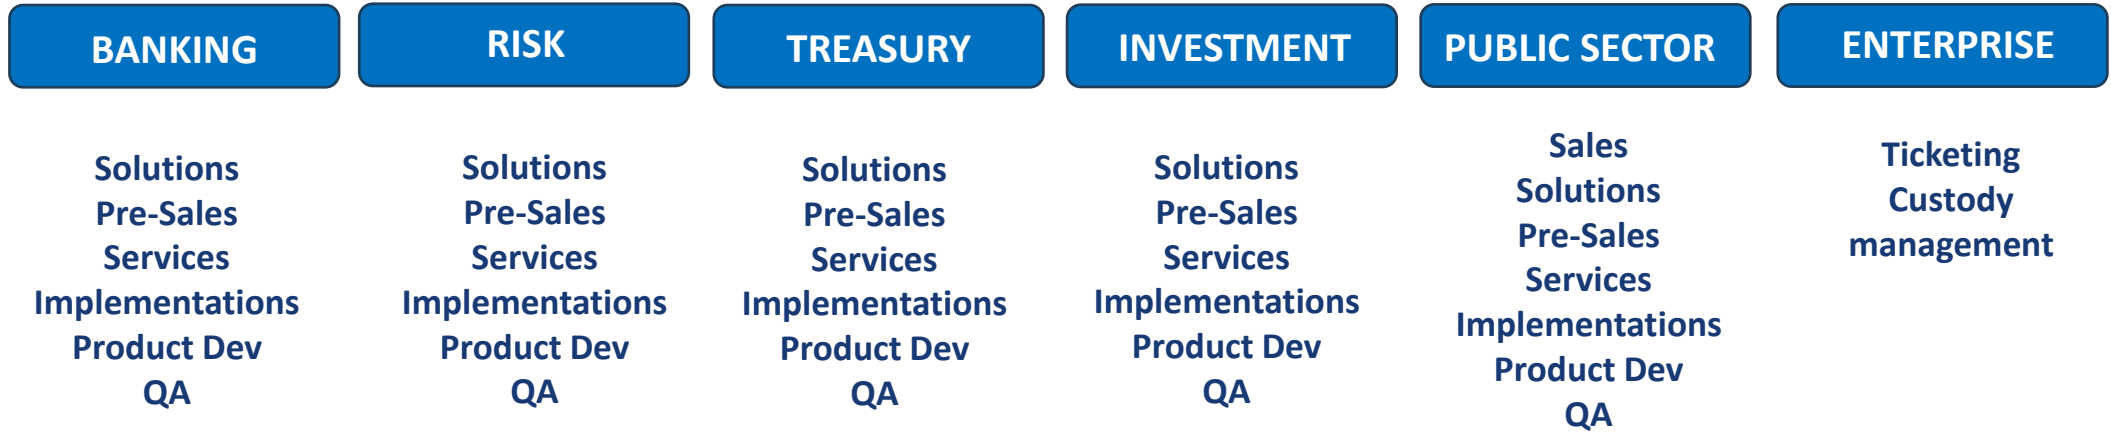 BANKING
Solutions
Pre-Sales
Services
Implementations
Product Dev
QA
RISK
Solutions
Pre-Sales
Services
Implementations
Product Dev
QA
TREASURY
Solutions
Pre-Sales
Services
Implementations
Product Dev
QA
INVESTMENT
Solutions
Pre-Sales
Services
Implementations
Product Dev
QA
PUBLIC SECTOR
Sales
Solutions
Pre-Sales
Services
Implementations
Product Dev
QA
ENTERPRISE
Ticketing
Custody
management